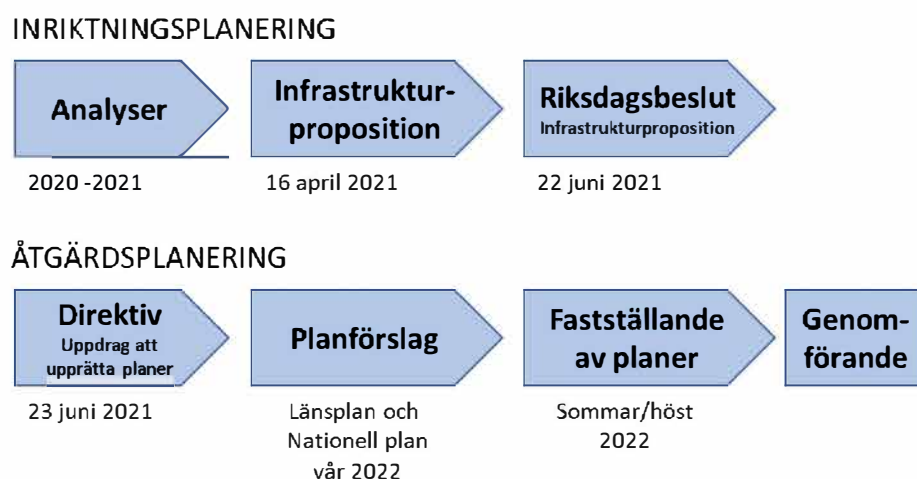 INRIKTNINGSPLANERING
Analyser
Infrastruktur-
proposition
Riksdagsbeslut
Infrastrukturproposition
2020 -2021
16 april 2021
22 juni 2021
ÅTGÄRDSPLANERING
Direktiv
Uppdrag att
upprätta planer
Planförslag
Fastställande
av planer
Genom-
förande
23 juni 2021
Länsplan och
Nationell plan
vår 2022
Sommar/höst
2022